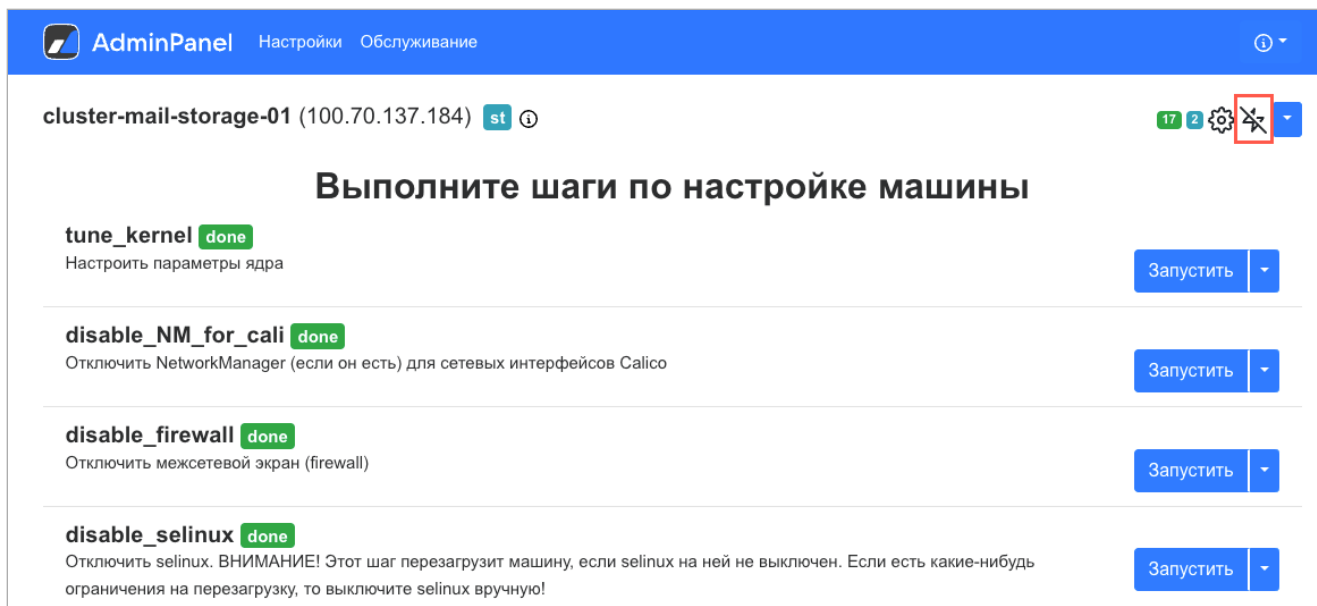 AdminPanel Настройки Обслуживание
cluster-mail-storage-01 (100.70.137.184) st 17 2
Выполните шаги по настройке машины
tune_kernel done
Настроить параметры ядра
Запустить
disable_NM_for_cali done
Отключить NetworkManager (если он есть) для сетевых интерфейсов Calico
Запустить
disable_firewall done
Отключить межсетевой экран (firewall)
Запустить
disable_selinux done
Отключить selinux. ВНИМАНИЕ! Этот шаг перезагрузит машину, если selinux на ней не выключен. Если есть какие-нибудь
ограничения на перезагрузку, то выключите selinux вручную!
Запустить